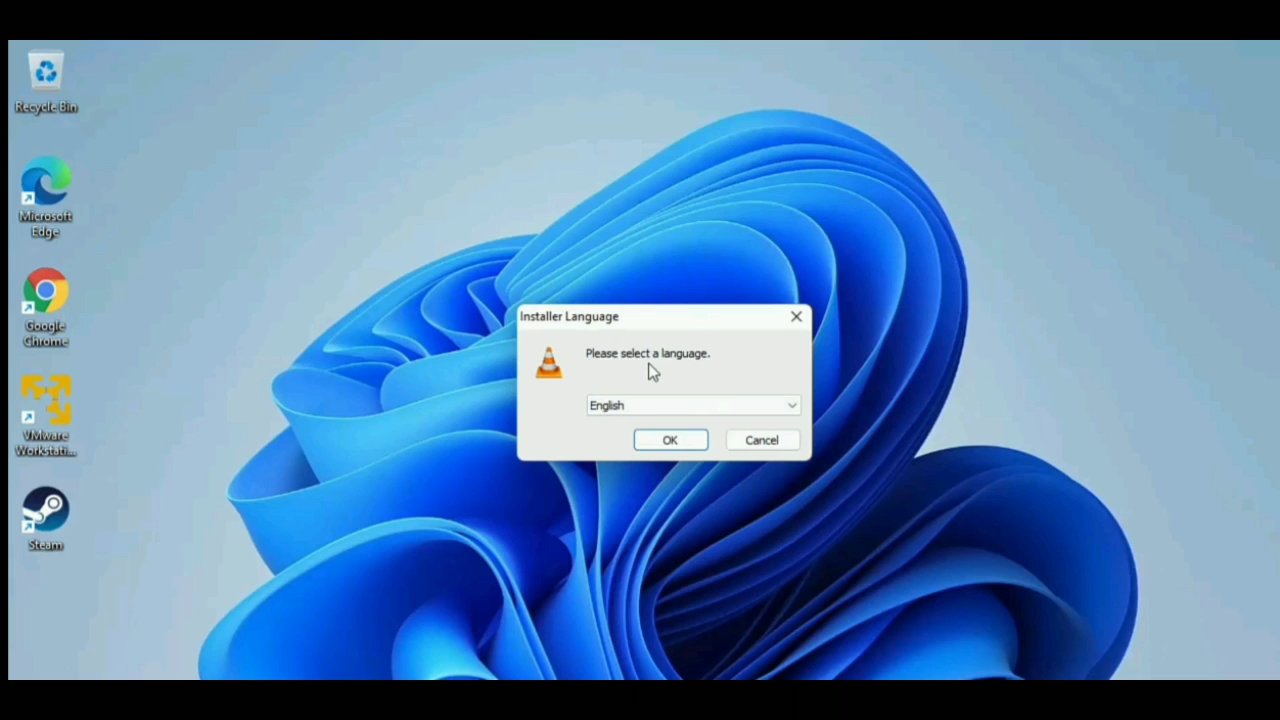 Recycle Bin
Microsoft
Edge
Google
Chrome
VMware
Workstati...
Steam
Installer Language
Please select a language.
English
OK
Cancel